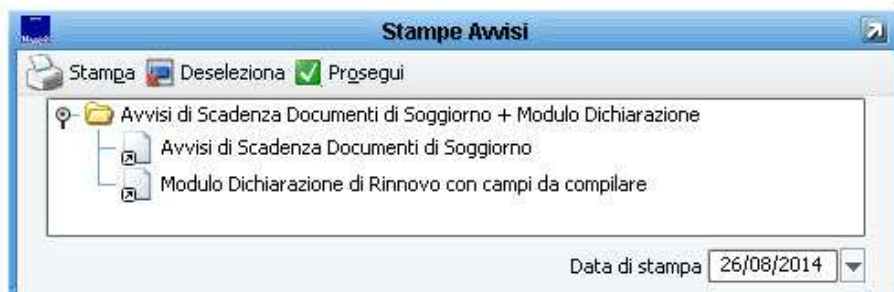 Stampe Avvisi
Stampa Deseleziona Prosegui
Avvisi di Scadenza Documenti di Soggiorno + Modulo Dichiarazione
Avvisi di Scadenza Documenti di Soggiorno
Modulo Dichiarazione di Rinnovo con campi da compilare
Data di stampa 26/08/2014